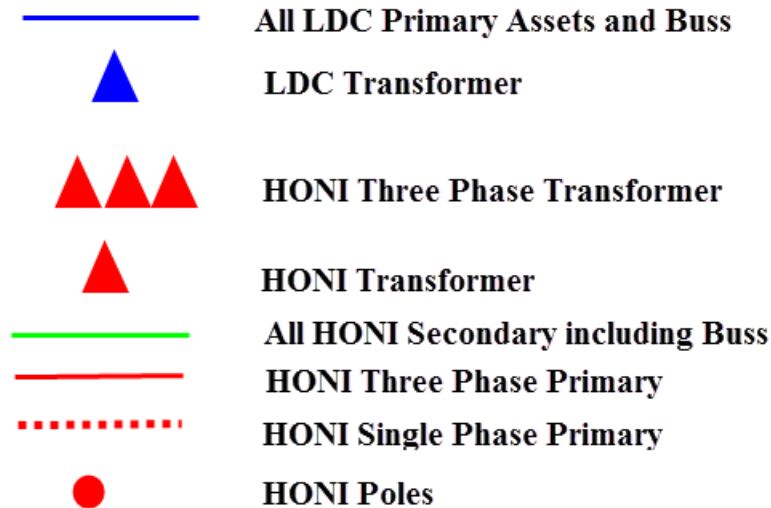 All LDC Primary Assets and Buss
LDC Transformer
HONI Three Phase Transformer
HONI Transformer
All HONI Secondary including Buss
HONI Three Phase Primary
HONI Single Phase Primary
HONI Poles